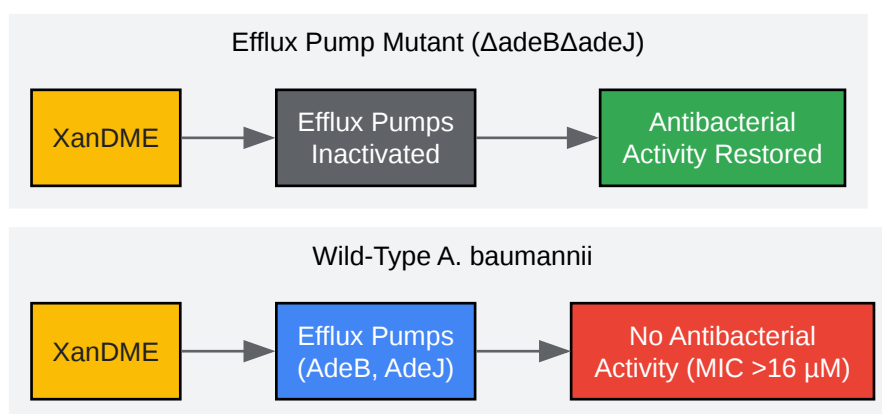 Efflux Pump Mutant (ΔadeBΔadeJ)
XanDME
Efflux Pumps
Inactivated
Antibacterial
Activity Restored
Wild-Type A. baumannii
XanDME
Efflux Pumps
(AdeB, AdeJ)
No Antibacterial
Activity (MIC >16 µM)